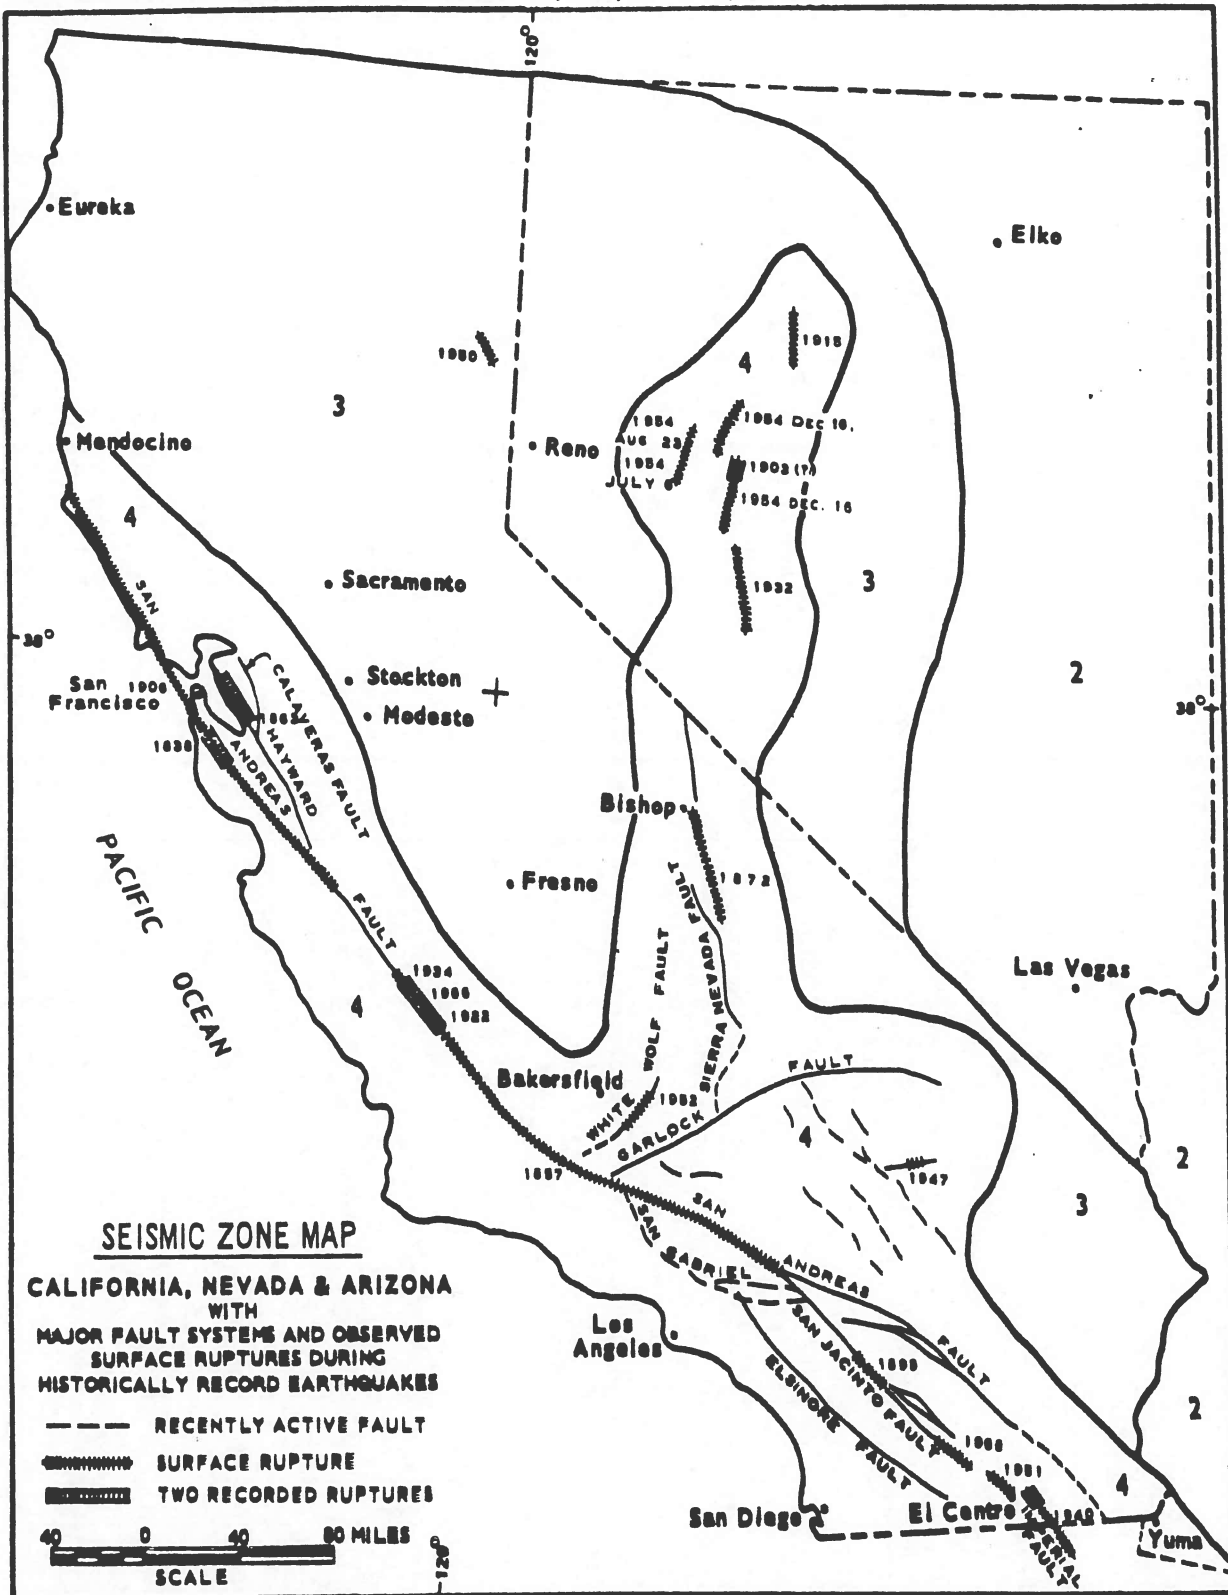 120°
Eureka
Elko
1950
1915
4
3
1954 DEC 16.
1954
AUG 23
Reno
Mendocino
1954
JULY 6
1903 (?)
1954 DEC. 16
4
3
Sacramento
1932
SAN
38°
2
Stockton
San
Francisco
1906
Modesto
38°
CALAVERAS FAULT
HAYWARD
1838
ANDREAS
Bishop
PACIFIC
OCEAN
Fresno
1872
FAULT
SIERRA NEVADA FAULT
WHITE WOLF FAULT
Las Vegas
1934
1966
1922
4
Bakersfield
FAULT
1952
GARLOCK
4
1857
1947
2
SAN
3
SAN
GABRIEL
ANDREAS
FAULT
SEISMIC ZONE MAP
CALIFORNIA, NEVADA & ARIZONA
WITH
MAJOR FAULT SYSTEMS AND OBSERVED
SURFACE RUPTURES DURING
HISTORICALLY RECORD EARTHQUAKES
Los
Angeles
SAN JACINTO FAULT
ELSINORE FAULT
2
RECENTLY ACTIVE FAULT
SURFACE RUPTURE
TWO RECORDED RUPTURES
1968
1951
4
San Diego
El Centro
1940
IMPERIAL
FAULT
Yuma
40 0 40 80 MILES
SCALE
120°